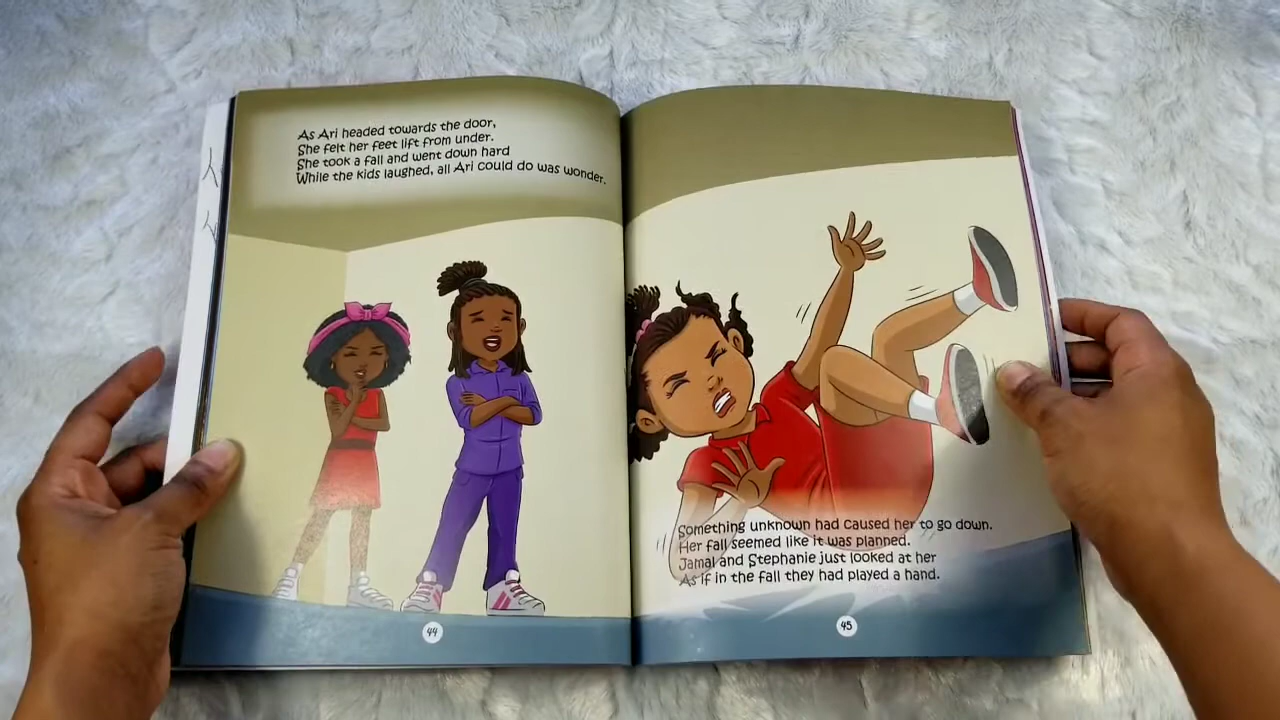 As Ari headed towards the door,
She felt her feet lift from under.
She took a fall and went down hard
While the kids laughed, all Ari could do was wonder.
44
Something unknown had caused her to go down.
Her fall seemed like it was planned.
Jamal and Stephanie just looked at her
As if in the fall they had played a hand.
45